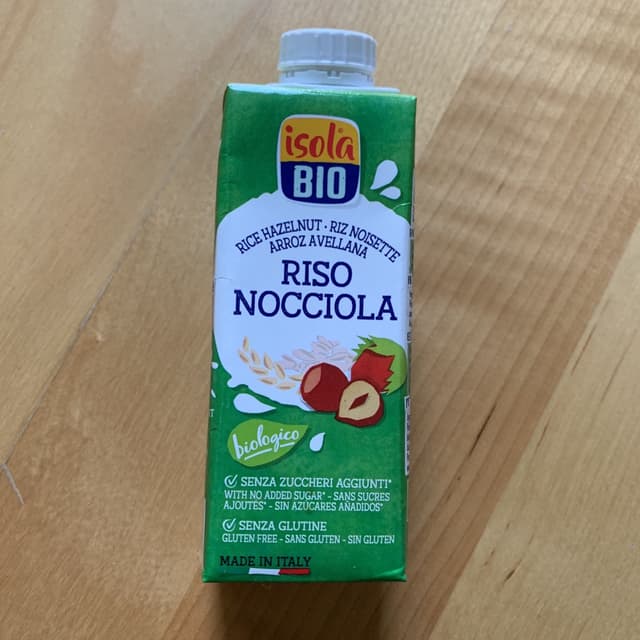 isola
BIO
RICE HAZELNUT · RIZ NOISETTE
ARROZ AVELLANA
RISO
NOCCIOLA
biologico
SENZA ZUCCHERI AGGIUNTI*
WITH NO ADDED SUGAR* - SANS SUCRES
AJOUTES* - SIN AZÚCARES AÑADIDOS*
SENZA GLUTINE
GLUTEN FREE - SANS GLUTEN - SIN GLUTEN
MADE IN ITALY